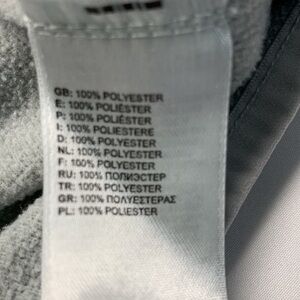 GB: 100% POLYESTER
E: 100% POLIÉSTER
P: 100% POLIÉSTER
I: 100% POLIESTERE
D: 100% POLYESTER
NL: 100% POLYESTER
F: 100% POLYESTER
RU: 100% ПОЛИЭСТЕР
TR: 100% POLYESTER
GR: 100% ΠΟΛΥΕΣΤΕΡΑΣ
PL: 100% POLIESTER